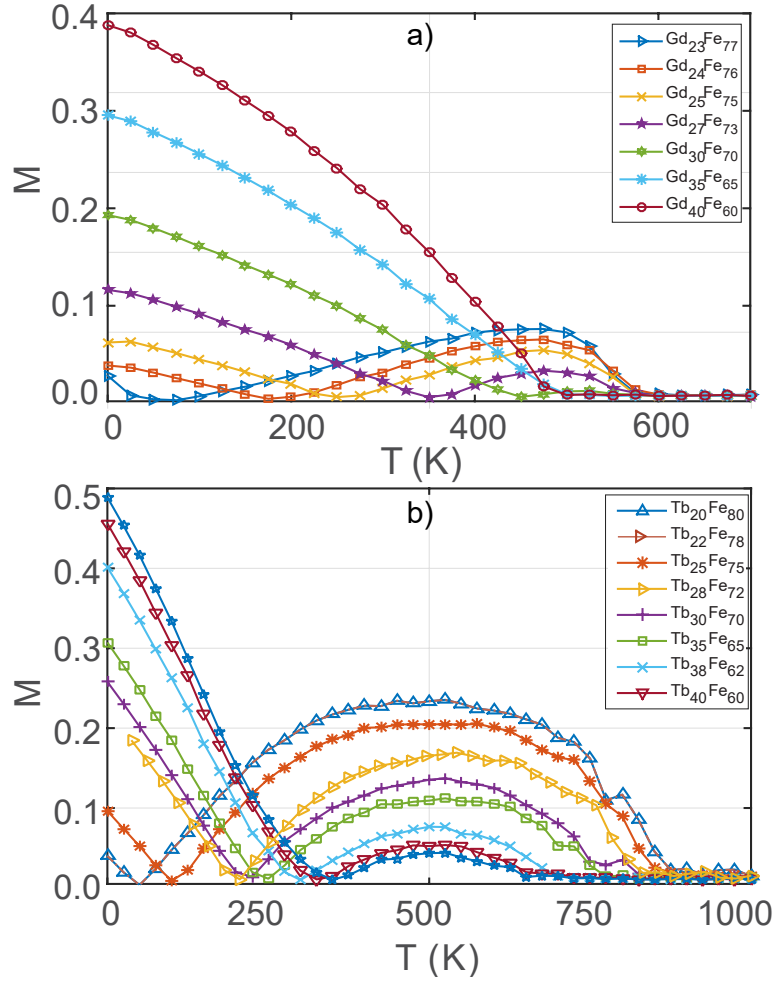 a)
0.4
0.3
0.2
0.1
0.0
M
0
200
400
600
T (K)
Gd23Fe77
Gd24Fe76
Gd25Fe75
Gd27Fe73
Gd30Fe70
Gd35Fe65
Gd40Fe60
b)
0.5
0.4
0.3
0.2
0.1
0.0
M
0
250
500
750
1000
T (K)
Tb20Fe80
Tb22Fe78
Tb25Fe75
Tb28Fe72
Tb30Fe70
Tb35Fe65
Tb38Fe62
Tb40Fe60